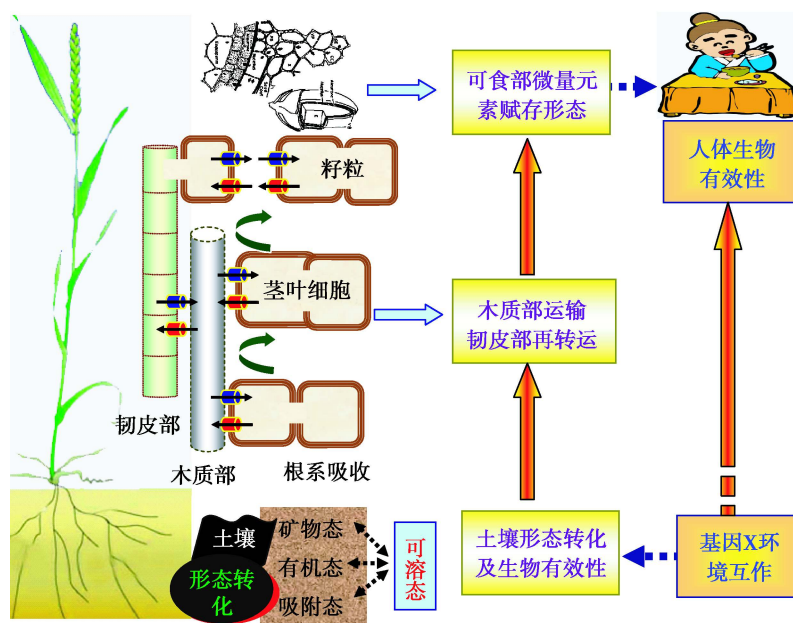 可食部微量元
素赋存形态
人体生物
有效性
籽粒
茎叶细胞
木质部运输
韧皮部再转运
韧皮部
木质部
根系吸收
土壤
形态转
化
矿物态
有机态
吸附态
可
溶
态
土壤形态转化
及生物有效性
基因X环
境互作